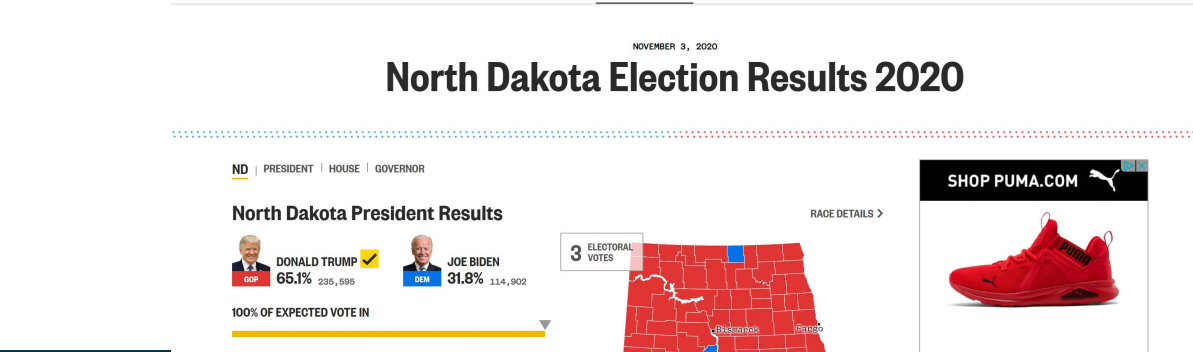 NOVEMBER 3, 2020
North Dakota Election Results 2020
ND | PRESIDENT | HOUSE | GOVERNOR
SHOP PUMA.COM
North Dakota President Results
RACE DETAILS >
3 ELECTORAL VOTES
DONALD TRUMP
JOE BIDEN
GOP 65.1% 235,595
DEM 31.8% 114,902
100% OF EXPECTED VOTE IN
Bismarck
Fargo
PUMA